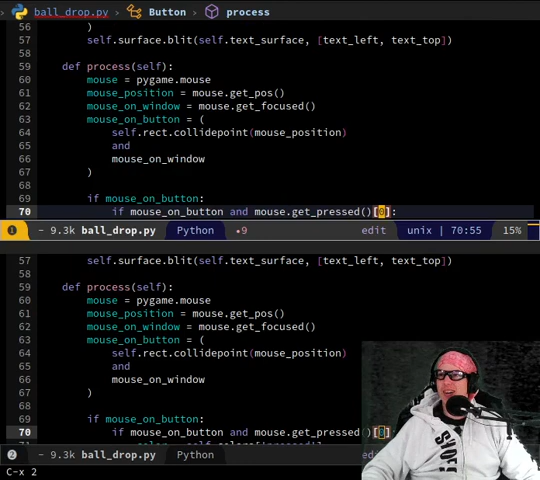 ball_drop.py > Button > process
56 )
57 self.surface.blit(self.text_surface, [text_left, text_top])
58
59 def process(self):
60 mouse = pygame.mouse
61 mouse_position = mouse.get_pos()
62 mouse_on_window = mouse.get_focused()
63 mouse_on_button = (
64 self.rect.collidepoint(mouse_position)
65 and
66 mouse_on_window
67 )
68
69 if mouse_on_button:
70 if mouse_on_button and mouse.get_pressed()[0]:
1 - 9.3k ball_drop.py Python •9 edit unix | 70:55 15%
57 self.surface.blit(self.text_surface, [text_left, text_top])
58
59 def process(self):
60 mouse = pygame.mouse
61 mouse_position = mouse.get_pos()
62 mouse_on_window = mouse.get_focused()
63 mouse_on_button = (
64 self.rect.collidepoint(mouse_position)
65 and
66 mouse_on_window
67 )
68
69 if mouse_on_button:
70 if mouse_on_button and mouse.get_pressed()[0]
2 - 9.3k ball_drop.py Python
C-x 2